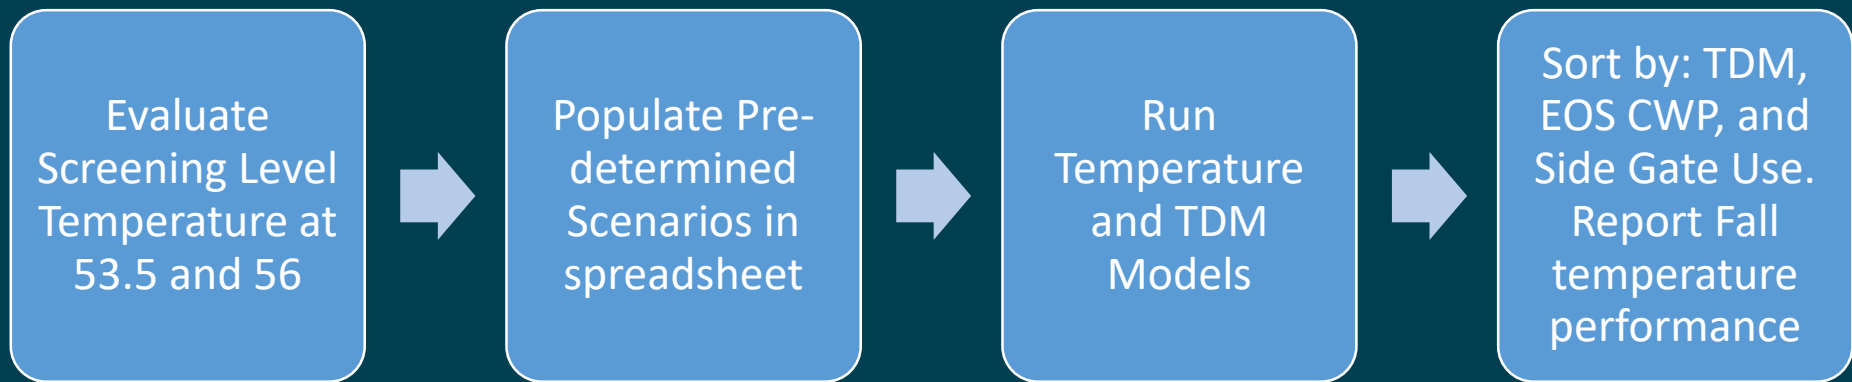 Evaluate
Screening Level
Temperature at
53.5 and 56
Populate Pre-
determined
Scenarios in
spreadsheet
Run
Temperature
and TDM
Models
Sort by: TDM,
EOS CWP, and
Side Gate Use.
Report Fall
temperature
performance